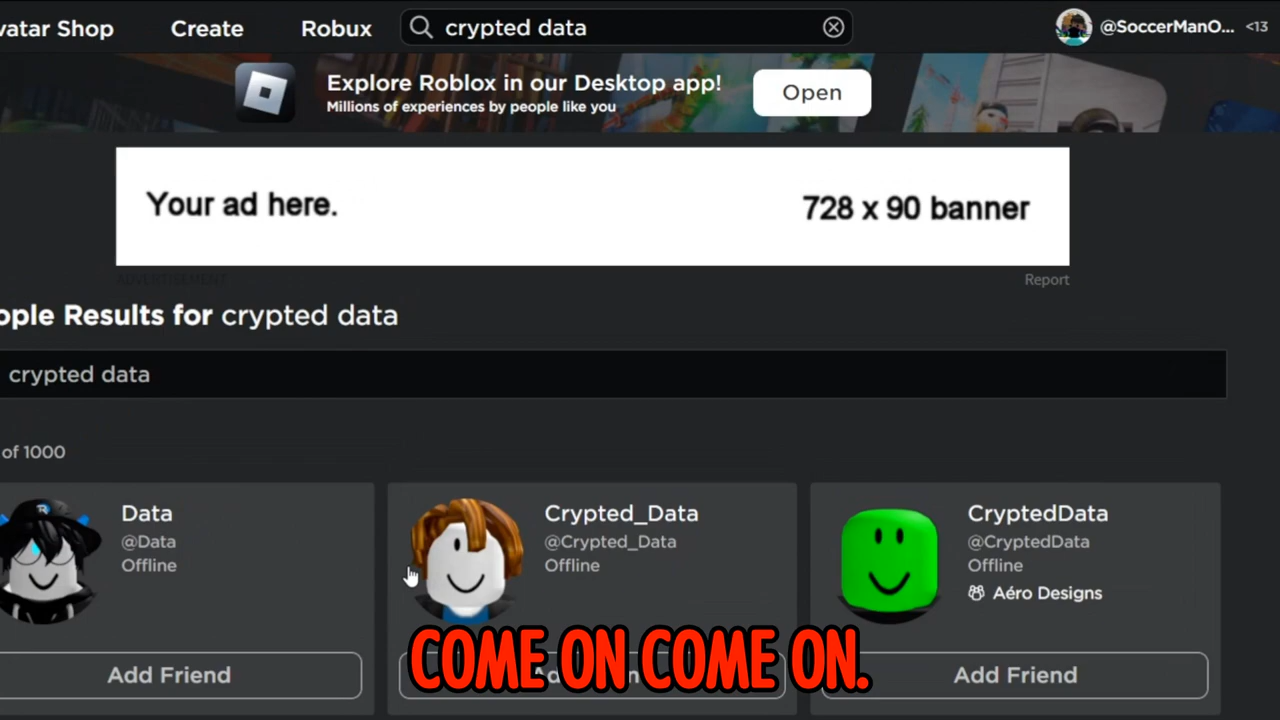 vatar Shop
Create
Robux
crypted data
@SoccerManO...
<13
Explore Roblox in our Desktop app!
Millions of experiences by people like you
Open
Your ad here.
728 x 90 banner
ADVERTISEMENT
Report
ople Results for crypted data
crypted data
of 1000
Data
@Data
Offline
Add Friend
Crypted_Data
@Crypted_Data
Offline
CryptedData
@CryptedData
Offline
Aéro Designs
Add Friend
COME ON COME ON.